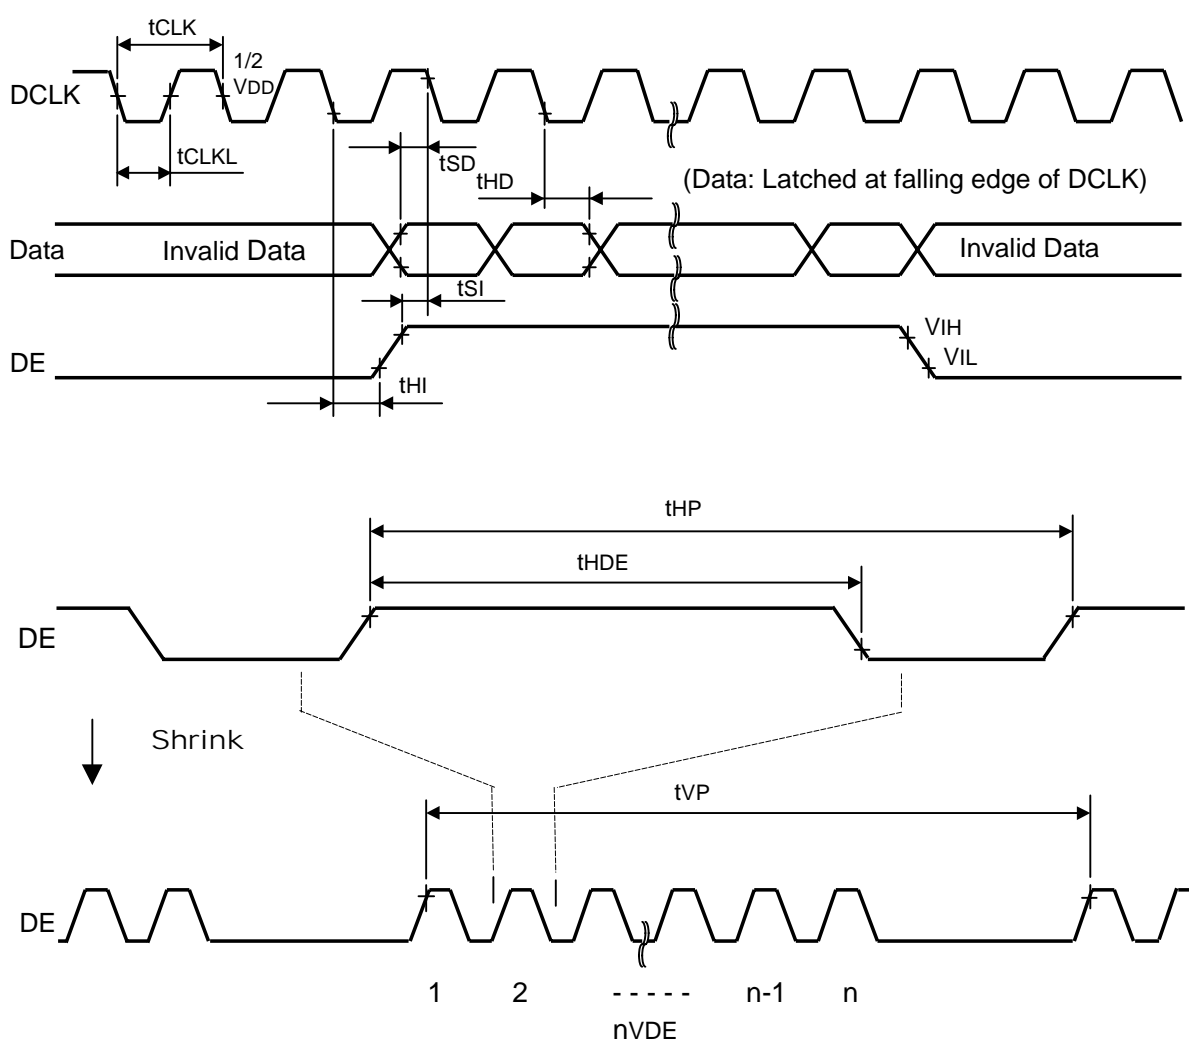 tCLK
1/2
VDD
DCLK
tCLKL
tSD
tHD
(Data: Latched at falling edge of DCLK)
Data
Invalid Data
Invalid Data
tSI
VIH
VIL
DE
tHI
tHP
tHDE
DE
Shrink
tVP
DE
1 2 - - - - - n-1 n
nVDE